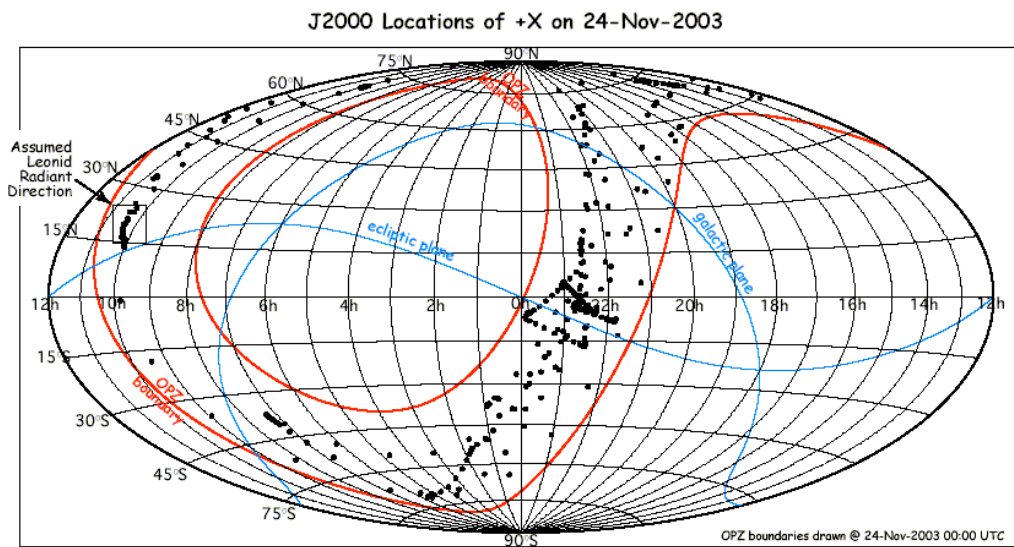 J2000 Locations of +X on 24-Nov-2003
90°N
75°N
60°N
45°N
30°N
15°N
OPZ
boundary
Assumed
Leonid
Radiant
Direction
ecliptic plane
galactic plane
12h
10h
8h
6h
4h
2h
0h
22h
20h
18h
16h
14h
12h
15°S
30°S
45°S
75°S
90°S
OPZ
boundary
OPZ boundaries drawn @ 24-Nov-2003 00:00 UTC